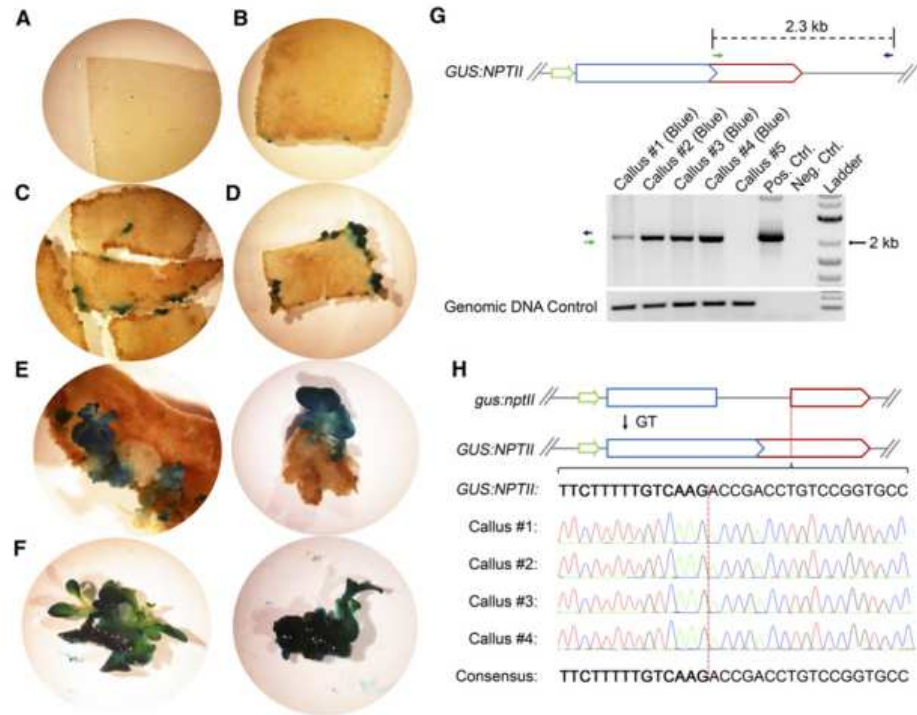 A
B
C
D
E
F
G
2.3 kb
GUS:NPTII
Callus #1 (Blue)
Callus #2 (Blue)
Callus #3 (Blue)
Callus #4 (Blue)
Callus #5
Pos. Ctrl.
Neg. Ctrl.
Ladder
2 kb
Genomic DNA Control
H
gus:nptII
GT
GUS:NPTII
GUS:NPTII: TTCTTTTTGTCAAGACCGACCTGTCCGGTGCC
Callus #1:
Callus #2:
Callus #3:
Callus #4:
Consensus: TTCTTTTTGTCAAGACCGACCTGTCCGGTGCC